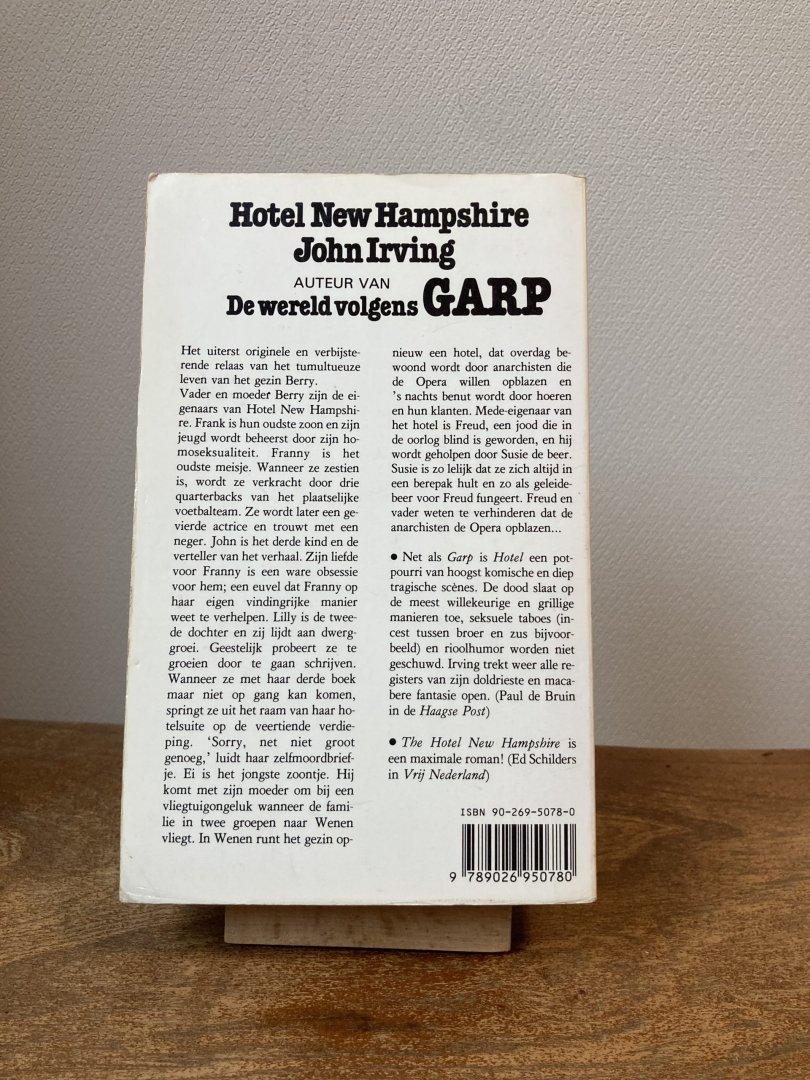 Hotel New Hampshire
John Irving
AUTEUR VAN
De wereld volgens GARP
Het uiterst originele en verbijste-
rende relaas van het tumultueuze
leven van het gezin Berry.
Vader en moeder Berry zijn de ei-
genaars van Hotel New Hampshi-
re. Frank is hun oudste zoon en zijn
jeugd wordt beheerst door zijn ho-
moseksualiteit. Franny is het
oudste meisje. Wanneer ze zestien
is, wordt ze verkracht door drie
quarterbacks van het plaatselijke
voetbalteam. Ze wordt later een ge-
vierde actrice en trouwt met een
neger. John is het derde kind en de
verteller van het verhaal. Zijn liefde
voor Franny is een ware obsessie
voor hem; een euvel dat Franny op
haar eigen vindingrijke manier
weet te verhelpen. Lilly is de twee-
de dochter en zij lijdt aan dwerg-
groei. Geestelijk probeert ze te
groeien door te gaan schrijven.
Wanneer ze met haar derde boek
maar niet op gang kan komen,
springt ze uit het raam van haar ho-
telsuite op de veertiende verdie-
ping. ‘Sorry, net niet groot
genoeg,’ luidt haar zelfmoordbrief-
je. Ei is het jongste zoontje. Hij
komt met zijn moeder om bij een
vliegtuigongeluk wanneer de fami-
lie in twee groepen naar Wenen
vliegt. In Wenen runt het gezin op-
nieuw een hotel, dat overdag be-
woond wordt door anarchisten die
de Opera willen opblazen en
’s nachts benut wordt door hoeren
en hun klanten. Mede-eigenaar van
het hotel is Freud, een jood die in
de oorlog blind is geworden, en hij
wordt geholpen door Susie de beer.
Susie is zo lelijk dat ze zich altijd in
een berepak hult en zo als geleide-
beer voor Freud fungeert. Freud en
vader weten te verhinderen dat de
anarchisten de Opera opblazen...
● Net als Garp is Hotel een pot-
pourri van hoogst komische en diep
tragische scènes. De dood slaat op
de meest willekeurige en grillige
manieren toe, seksuele taboes (in-
cest tussen broer en zus bijvoor-
beeld) en rioolhumor worden niet
geschuwd. Irving trekt weer alle re-
gisters van zijn doldrieste en maca-
bere fantasie open. (Paul de Bruin
in de Haagse Post)
● The Hotel New Hampshire is
een maximale roman! (Ed Schilders
in Vrij Nederland)
ISBN 90-269-5078-0
9 789026 950780